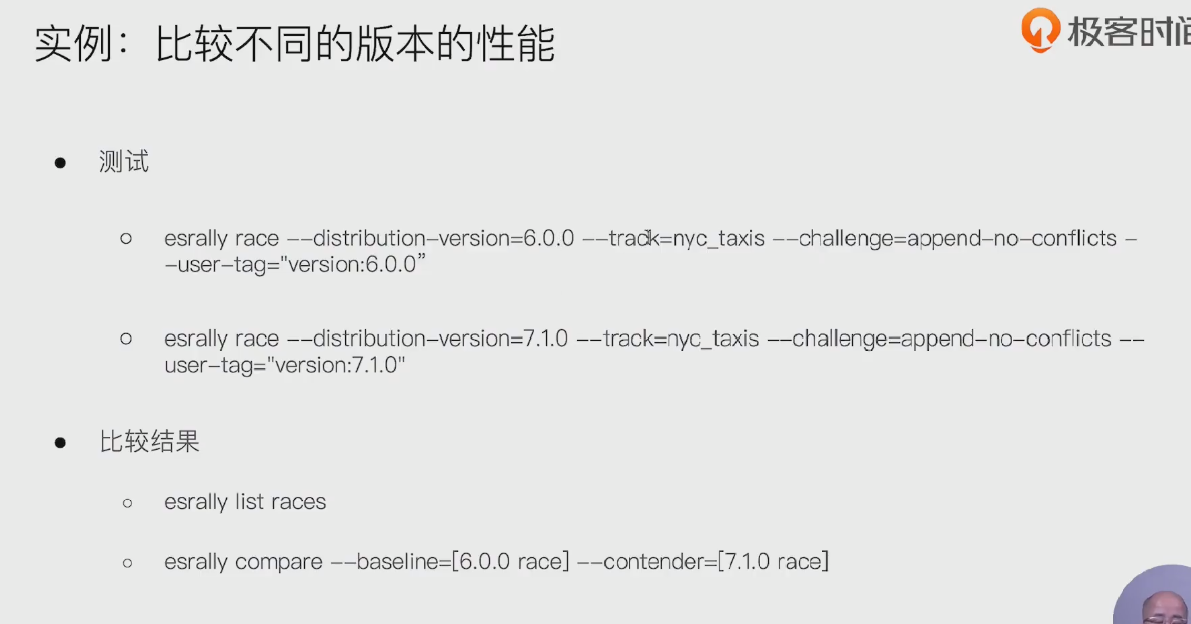 实例：比较不同的版本的性能
极客时间
● 测试
○ esrally race --distribution-version=6.0.0 --track=nyc_taxis --challenge=append-no-conflicts -
-user-tag="version:6.0.0”
○ esrally race --distribution-version=7.1.0 --track=nyc_taxis --challenge=append-no-conflicts --
user-tag="version:7.1.0"
● 比较结果
○ esrally list races
○ esrally compare --baseline=[6.0.0 race] --contender=[7.1.0 race]